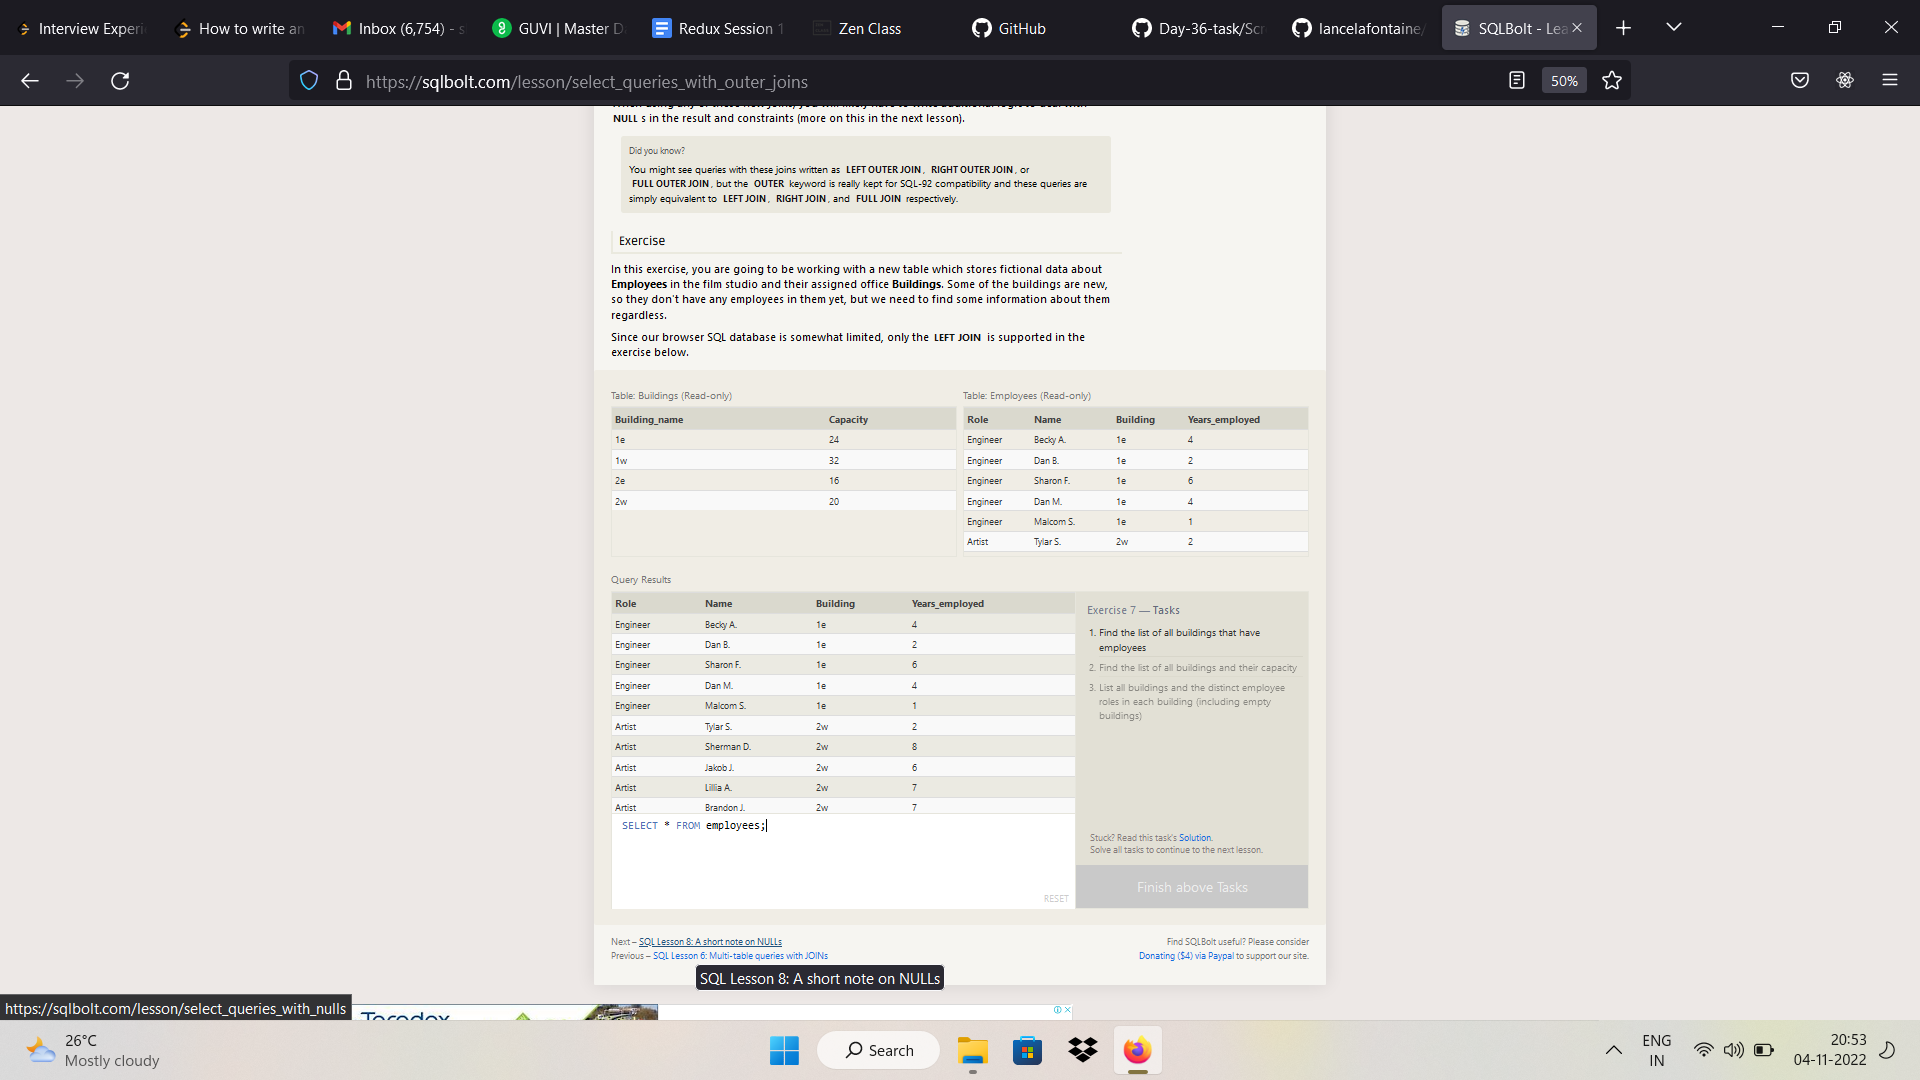 Interview Experi
How to write an
Inbox (6,754) - s
GUVI | Master D
Redux Session 1
Zen Class
GitHub
Day-36-task/Scr
lancelafontaine/
SQLBolt - Lea
https://sqlbolt.com/lesson/select_queries_with_outer_joins
50%
NULL s in the result and constraints (more on this in the next lesson).
Did you know?
You might see queries with these joins written as LEFT OUTER JOIN, RIGHT OUTER JOIN, or
FULL OUTER JOIN, but the OUTER keyword is really kept for SQL-92 compatibility and these queries are
simply equivalent to LEFT JOIN, RIGHT JOIN, and FULL JOIN respectively.
Exercise
In this exercise, you are going to be working with a new table which stores fictional data about
Employees in the film studio and their assigned office Buildings. Some of the buildings are new,
so they don't have any employees in them yet, but we need to find some information about them
regardless.
Since our browser SQL database is somewhat limited, only the LEFT JOIN is supported in the
exercise below.
Table: Buildings (Read-only)
Building_name Capacity
1e 24
1w 32
2e 16
2w 20
Table: Employees (Read-only)
Role Name Building Years_employed
Engineer Becky A. 1e 4
Engineer Dan B. 1e 2
Engineer Sharon F. 1e 6
Engineer Dan M. 1e 4
Engineer Malcom S. 1e 1
Artist Tylar S. 2w 2
Query Results
Role Name Building Years_employed
Engineer Becky A. 1e 4
Engineer Dan B. 1e 2
Engineer Sharon F. 1e 6
Engineer Dan M. 1e 4
Engineer Malcom S. 1e 1
Artist Tylar S. 2w 2
Artist Sherman D. 2w 8
Artist Jakob J. 2w 6
Artist Lillia A. 2w 7
Artist Brandon J. 2w 7
SELECT * FROM employees;
RESET
Exercise 7 — Tasks
1. Find the list of all buildings that have
employees
2. Find the list of all buildings and their capacity
3. List all buildings and the distinct employee
roles in each building (including empty
buildings)
Stuck? Read this task's Solution.
Solve all tasks to continue to the next lesson.
Finish above Tasks
Next – SQL Lesson 8: A short note on NULLs
Previous – SQL Lesson 6: Multi-table queries with JOINs
Find SQLBolt useful? Please consider
Donating ($4) via Paypal to support our site.
SQL Lesson 8: A short note on NULLs
https://sqlbolt.com/lesson/select_queries_with_nulls
26°C
Mostly cloudy
Search
ENG
IN
20:53
04-11-2022